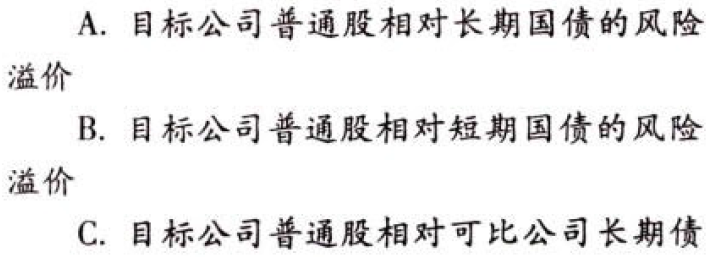 A. 目标公司普通股相对长期国债的风险
溢价
B. 目标公司普通股相对短期国债的风险
溢价
C. 目标公司普通股相对可比公司长期债